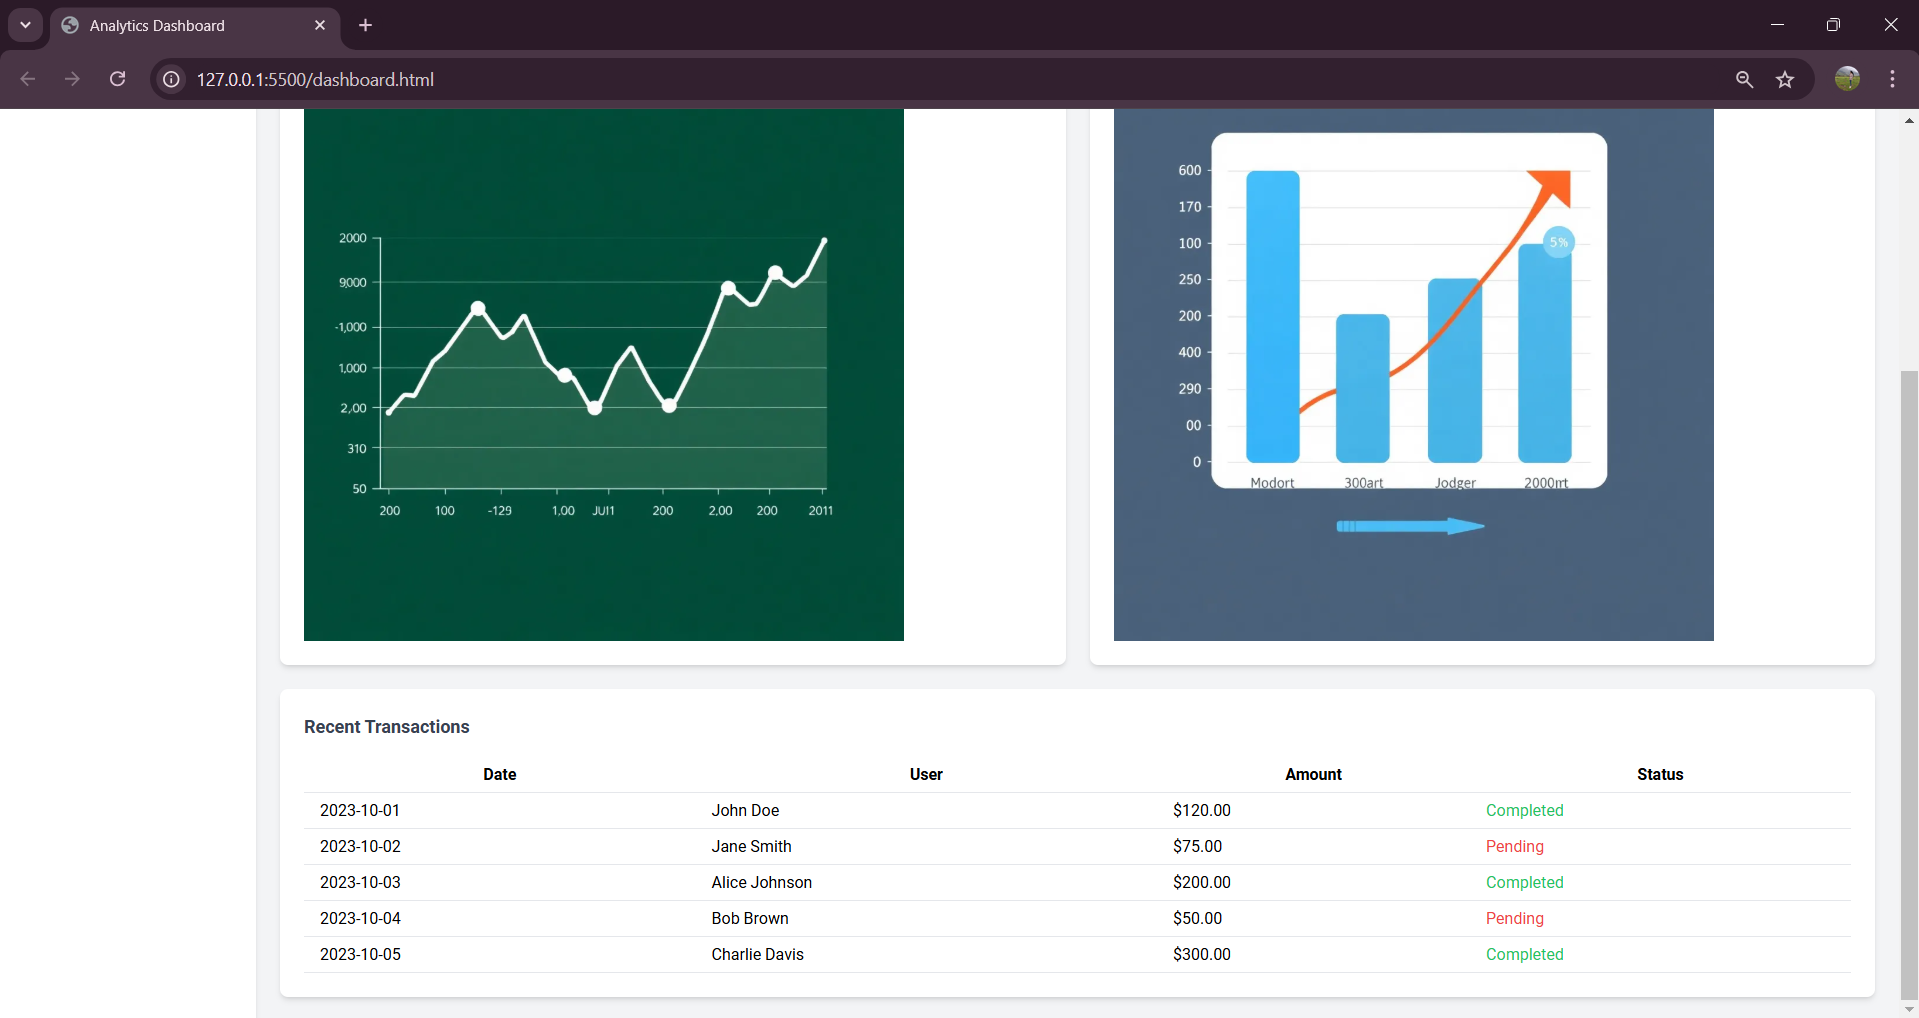 Analytics Dashboard
127.0.0.1:5500/dashboard.html
2000
9000
-1,000
1,000
2,00
310
50
200 100 -129 1,00 JUI1 200 2,00 200 2011
600
170
100
250
200
400
290
00
0
5%
Modort 300art Jodger
Recent Transactions
Date User Amount Status
2023-10-01 John Doe $120.00 Completed
2023-10-02 Jane Smith $75.00 Pending
2023-10-03 Alice Johnson $200.00 Completed
2023-10-04 Bob Brown $50.00 Pending
2023-10-05 Charlie Davis $300.00 Completed